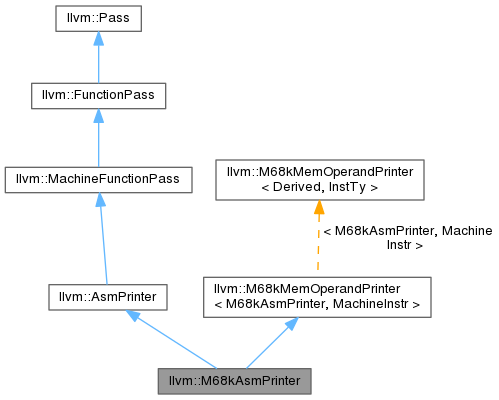 llvm::Pass
llvm::FunctionPass
llvm::MachineFunctionPass
llvm::M68kMemOperandPrinter
< Derived, InstTy >
< M68kAsmPrinter, Machine
Instr >
llvm::AsmPrinter
llvm::M68kMemOperandPrinter
< M68kAsmPrinter, MachineInstr >
llvm::M68kAsmPrinter